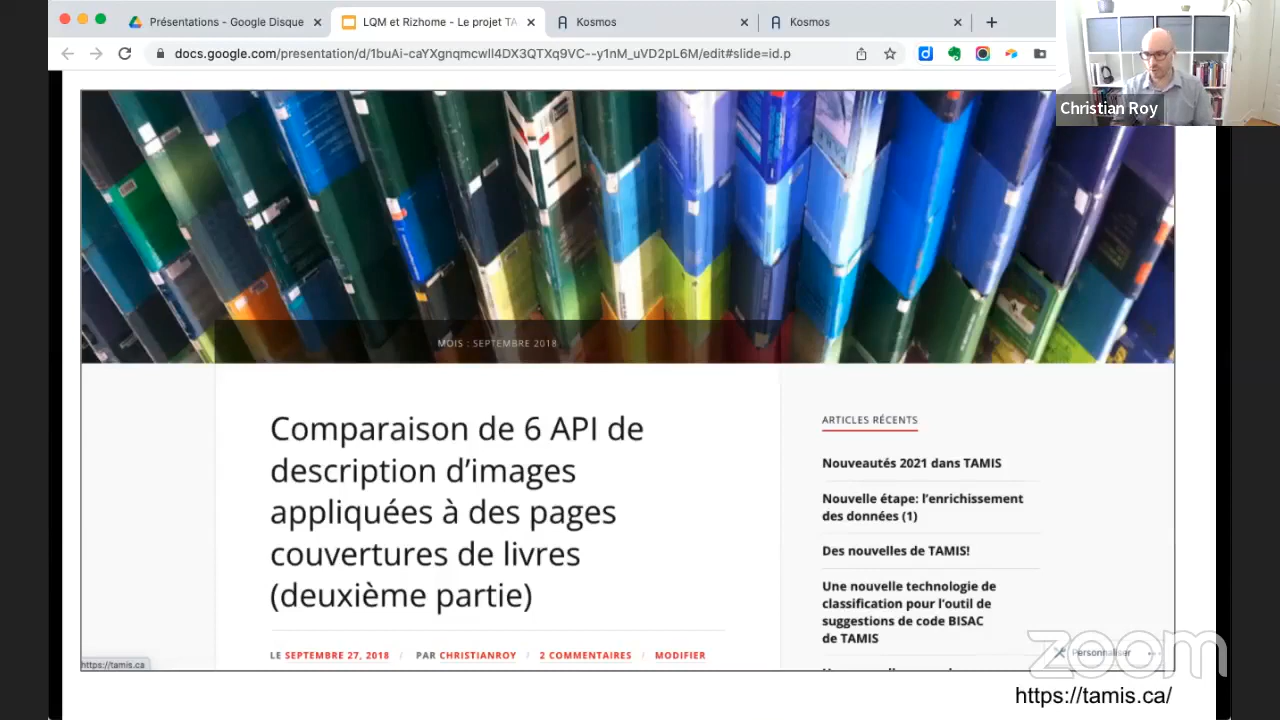 Présentations - Google Disque
LQM et Rizhome - Le projet TA
Kosmos
Kosmos
docs.google.com/presentation/d/1buAi-caYXgnqmcwIl4DX3QTXq9VC--y1nM_uVD2pL6M/edit#slide=id.p
Christian Roy
MOIS : SEPTEMBRE 2018
Comparaison de 6 API de
description d’images
appliquées à des pages
couvertures de livres
(deuxième partie)
LE SEPTEMBRE 27, 2018 / PAR CHRISTIANROY / 2 COMMENTAIRES / MODIFIER
ARTICLES RÉCENTS
Nouveautés 2021 dans TAMIS
Nouvelle étape: l’enrichissement
des données (1)
Des nouvelles de TAMIS!
Une nouvelle technologie de
classification pour l’outil de
suggestions de code BISAC
de TAMIS
Personnaliser
zoom
https://tamis.ca
https://tamis.ca/